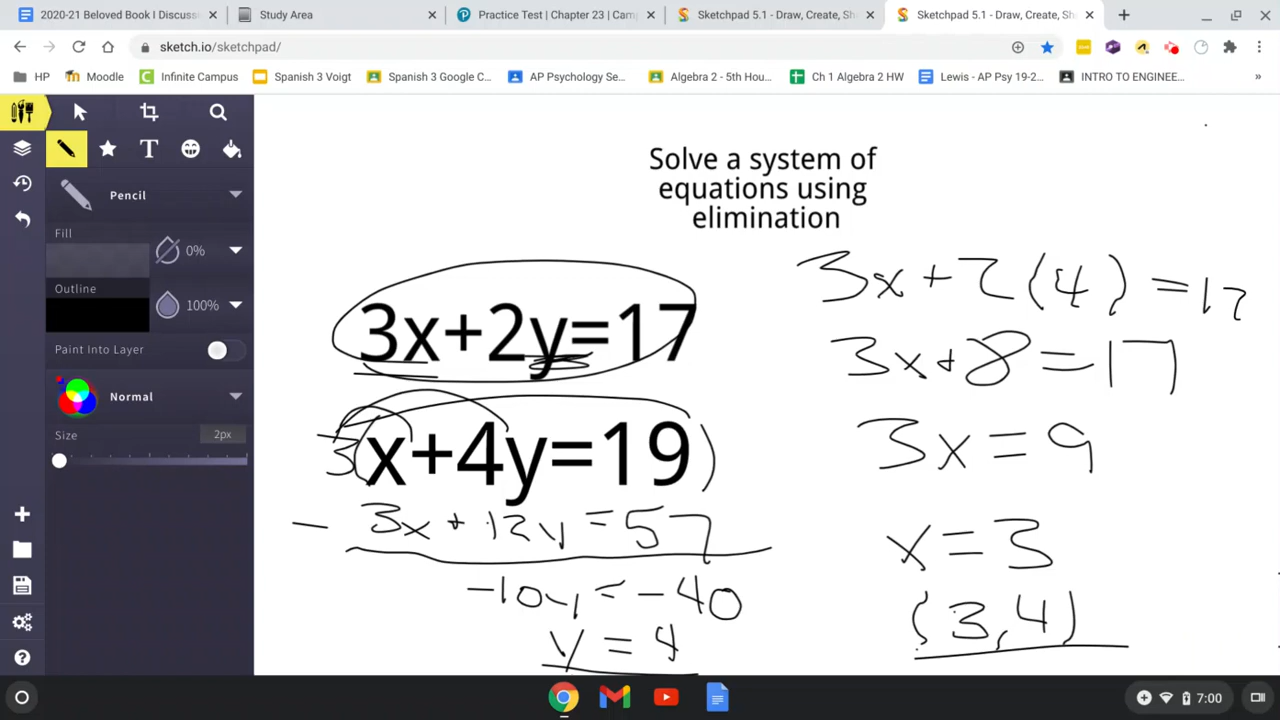 2020-21 Beloved Book I Discuss
Study Area
Practice Test | Chapter 23 | Cam
Sketchpad 5.1 - Draw, Create, Sh
Sketchpad 5.1 - Draw, Create, Sh
sketch.io/sketchpad/
HP
Moodle
Infinite Campus
Spanish 3 Voigt
Spanish 3 Google C...
AP Psychology Se...
Algebra 2 - 5th Hou...
Ch 1 Algebra 2 HW
Lewis - AP Psy 19-2...
INTRO TO ENGINEE...
»
Pencil
Fill
0%
Outline
100%
Paint Into Layer
Normal
Size
2px
Solve a system of
equations using
elimination
3x+2y=17
3(x+4y=19)
- 3x + 12y = 57
-10y = -40
y = 4
3x+2(4)=17
3x+8=17
3x=9
x=3
(3,4)
7:00